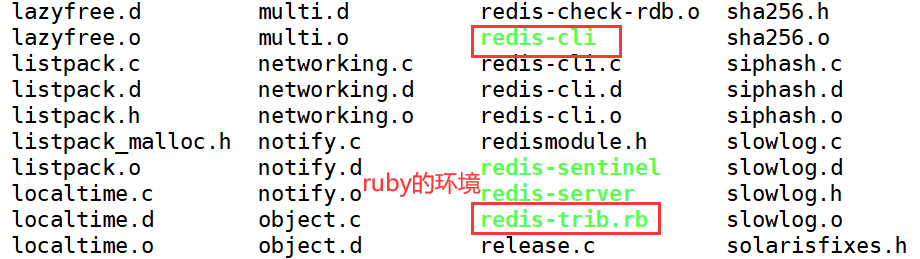 lazyfree.d multi.d redis-check-rdb.o sha256.h
lazyfree.o multi.o redis-cli sha256.o
listpack.c networking.c redis-cli.c siphash.c
listpack.d networking.d redis-cli.d siphash.d
listpack.h networking.o redis-cli.o siphash.o
listpack_malloc.h notify.c redismodule.h slowlog.c
listpack.o notify.d redis-sentinel slowlog.d
ruby的环境
localtime.c notify.o redis-server slowlog.h
localtime.d object.c redis-trib.rb slowlog.o
localtime.o object.d release.c solarisfixes.h